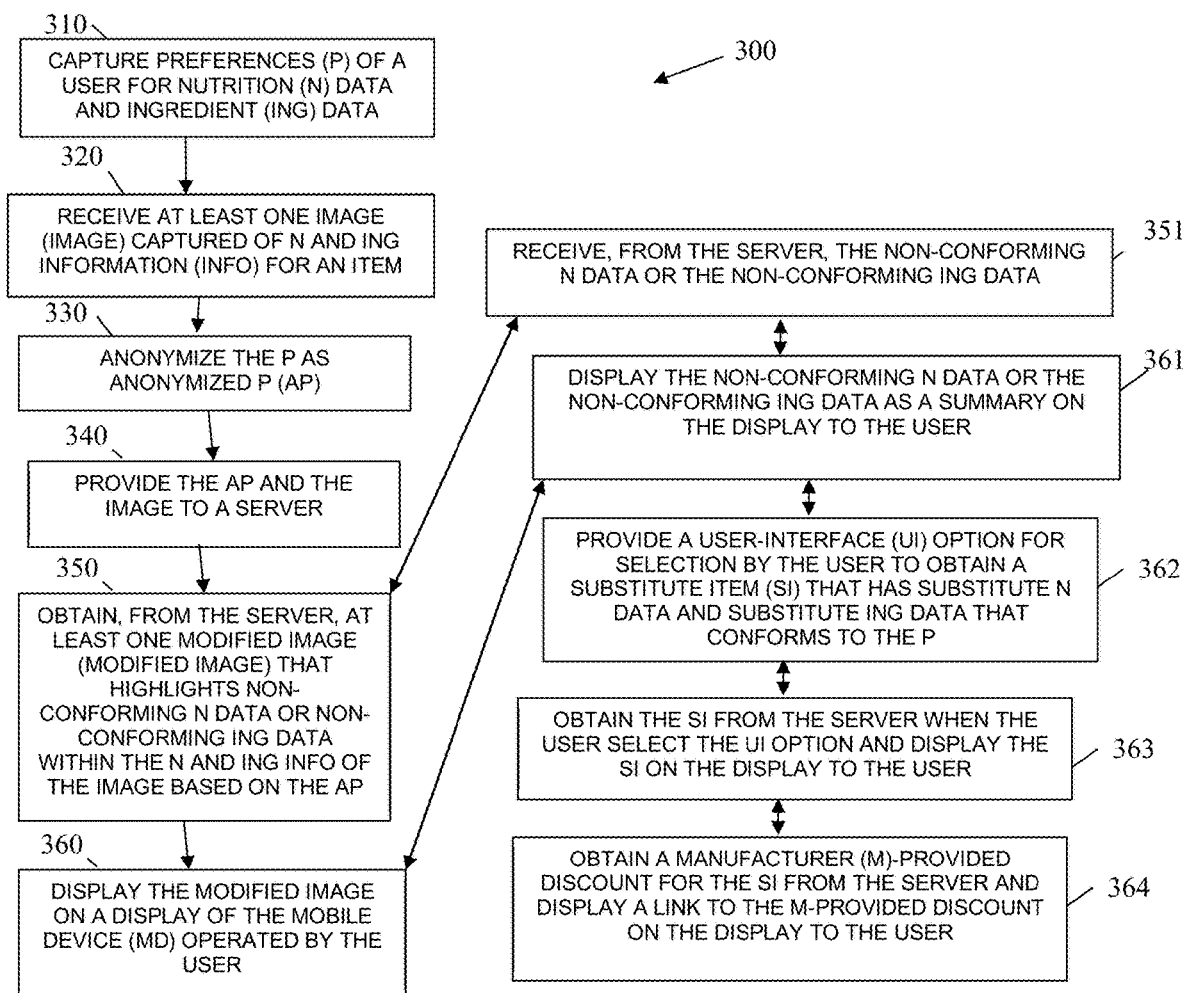 310
CAPTURE PREFERENCES (P) OF A
USER FOR NUTRITION (N) DATA
AND INGREDIENT (ING) DATA
300
320
RECEIVE AT LEAST ONE IMAGE
(IMAGE) CAPTURED OF N AND ING
INFORMATION (INFO) FOR AN ITEM
330
ANONYMIZE THE P AS
ANONYMIZED P (AP)
340
PROVIDE THE AP AND THE
IMAGE TO A SERVER
350
OBTAIN, FROM THE SERVER, AT
LEAST ONE MODIFIED IMAGE
(MODIFIED IMAGE) THAT
HIGHLIGHTS NON-
CONFORMING N DATA OR NON-
CONFORMING ING DATA
WITHIN THE N AND ING INFO OF
THE IMAGE BASED ON THE AP
360
DISPLAY THE MODIFIED IMAGE
ON A DISPLAY OF THE MOBILE
DEVICE (MD) OPERATED BY THE
USER
351
RECEIVE, FROM THE SERVER, THE NON-CONFORMING
N DATA OR THE NON-CONFORMING ING DATA
361
DISPLAY THE NON-CONFORMING N DATA OR THE
NON-CONFORMING ING DATA AS A SUMMARY ON
THE DISPLAY TO THE USER
362
PROVIDE A USER-INTERFACE (UI) OPTION FOR
SELECTION BY THE USER TO OBTAIN A
SUBSTITUTE ITEM (SI) THAT HAS SUBSTITUTE N
DATA AND SUBSTITUTE ING DATA THAT
CONFORMS TO THE P
363
OBTAIN THE SI FROM THE SERVER WHEN THE
USER SELECT THE UI OPTION AND DISPLAY THE
SI ON THE DISPLAY TO THE USER
364
OBTAIN A MANUFACTURER (M)-PROVIDED
DISCOUNT FOR THE SI FROM THE SERVER AND
DISPLAY A LINK TO THE M-PROVIDED DISCOUNT
ON THE DISPLAY TO THE USER